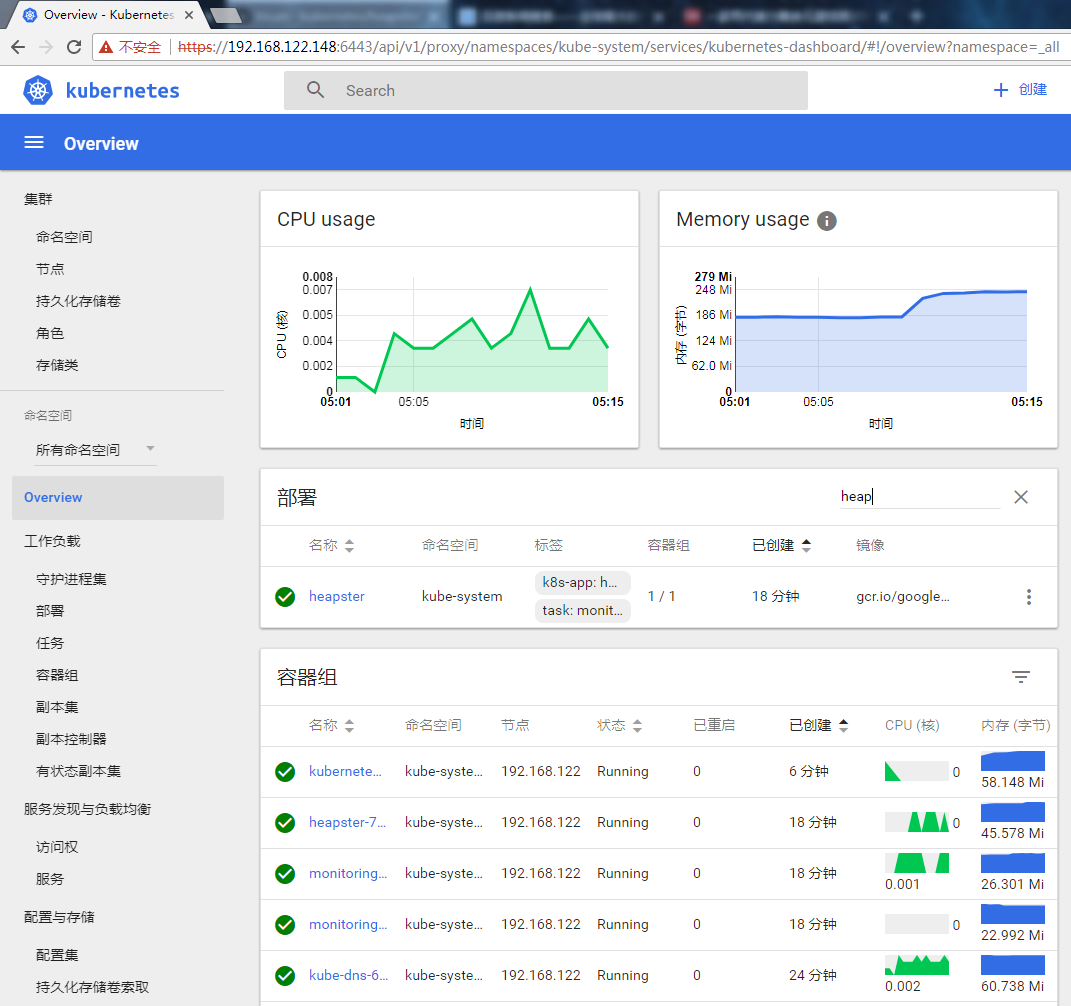 Overview - Kubernetes
不安全 https://192.168.122.148:6443/api/v1/proxy/namespaces/kube-system/services/kubernetes-dashboard/#!/overview?namespace=_all
kubernetes
Search
创建
Overview
集群
命名空间
节点
持久化存储卷
角色
存储类
命名空间
所有命名空间
Overview
工作负载
守护进程集
部署
任务
容器组
副本集
副本控制器
有状态副本集
服务发现与负载均衡
访问权
服务
配置与存储
配置集
持久化存储卷索取
CPU usage
0.008
0.007
0.005
0.004
0.002
0
CPU (核)
05:01 05:05 05:15
时间
Memory usage
279 Mi
248 Mi
186 Mi
124 Mi
62.0 Mi
0
内存 (字节)
05:01 05:05 05:15
时间
部署 heap
名称 命名空间 标签 容器组 已创建 镜像
heapster kube-system k8s-app: h... 1 / 1 18 分钟 gcr.io/google...
task: monit...
容器组
名称 命名空间 节点 状态 已重启 已创建 CPU (核) 内存 (字节)
kubernete... kube-syste... 192.168.122 Running 0 6 分钟 0 58.148 Mi
heapster-7... kube-syste... 192.168.122 Running 0 18 分钟 0 45.578 Mi
monitoring... kube-syste... 192.168.122 Running 0 18 分钟 0.001 26.301 Mi
monitoring... kube-syste... 192.168.122 Running 0 18 分钟 0 22.992 Mi
kube-dns-6... kube-syste... 192.168.122 Running 0 24 分钟 0.002 60.738 Mi